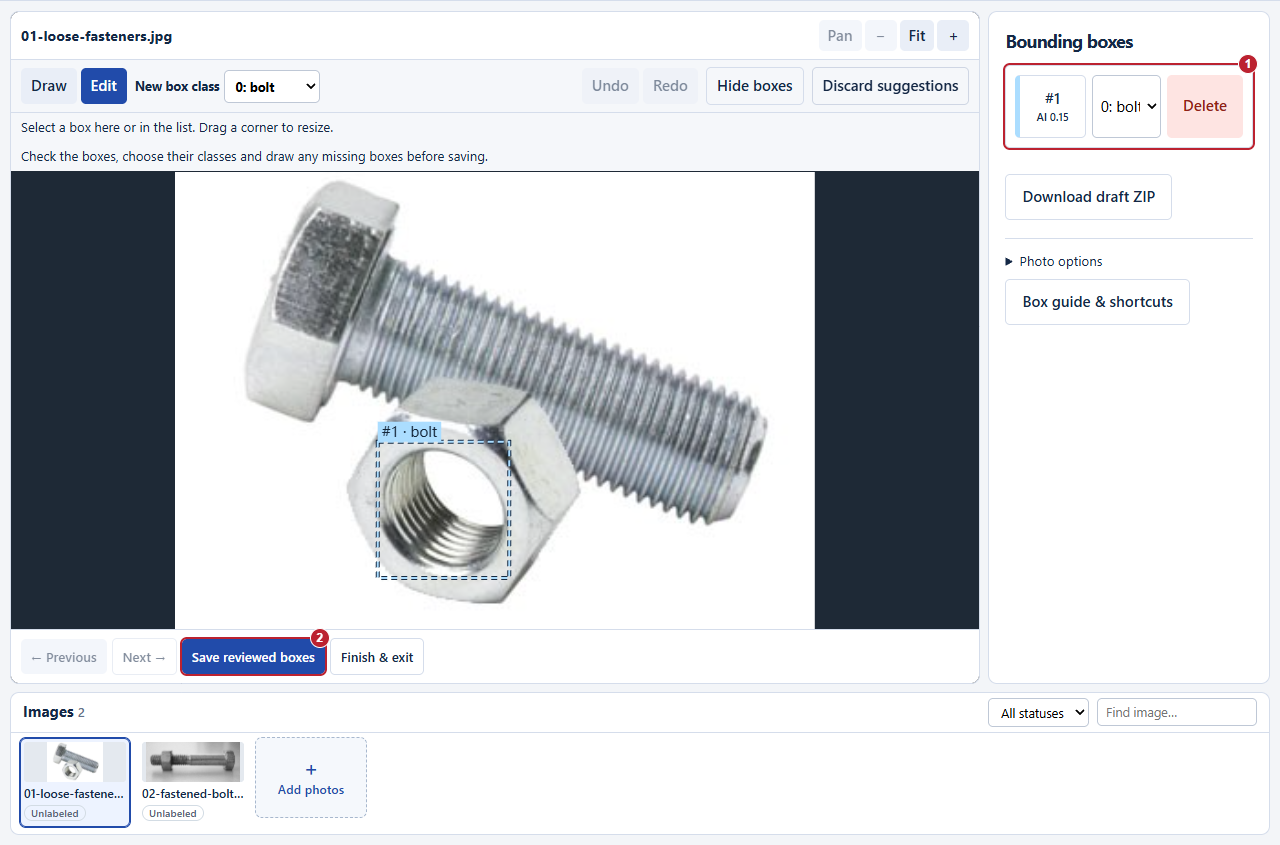 01-loose-fasteners.jpg
Pan − Fit +
Draw Edit New box class 0: bolt Undo Redo Hide boxes Discard suggestions
Select a box here or in the list. Drag a corner to resize.
Check the boxes, choose their classes and draw any missing boxes before saving.
#1 · bolt
← Previous Next → Save reviewed boxes 2 Finish & exit
Bounding boxes
1
#1
AI 0.15
0: bolt
Delete
Download draft ZIP
▶ Photo options
Box guide & shortcuts
Images 2
All statuses Find image...
01-loose-fastene...
Unlabeled
02-fastened-bolt...
Unlabeled
+
Add photos